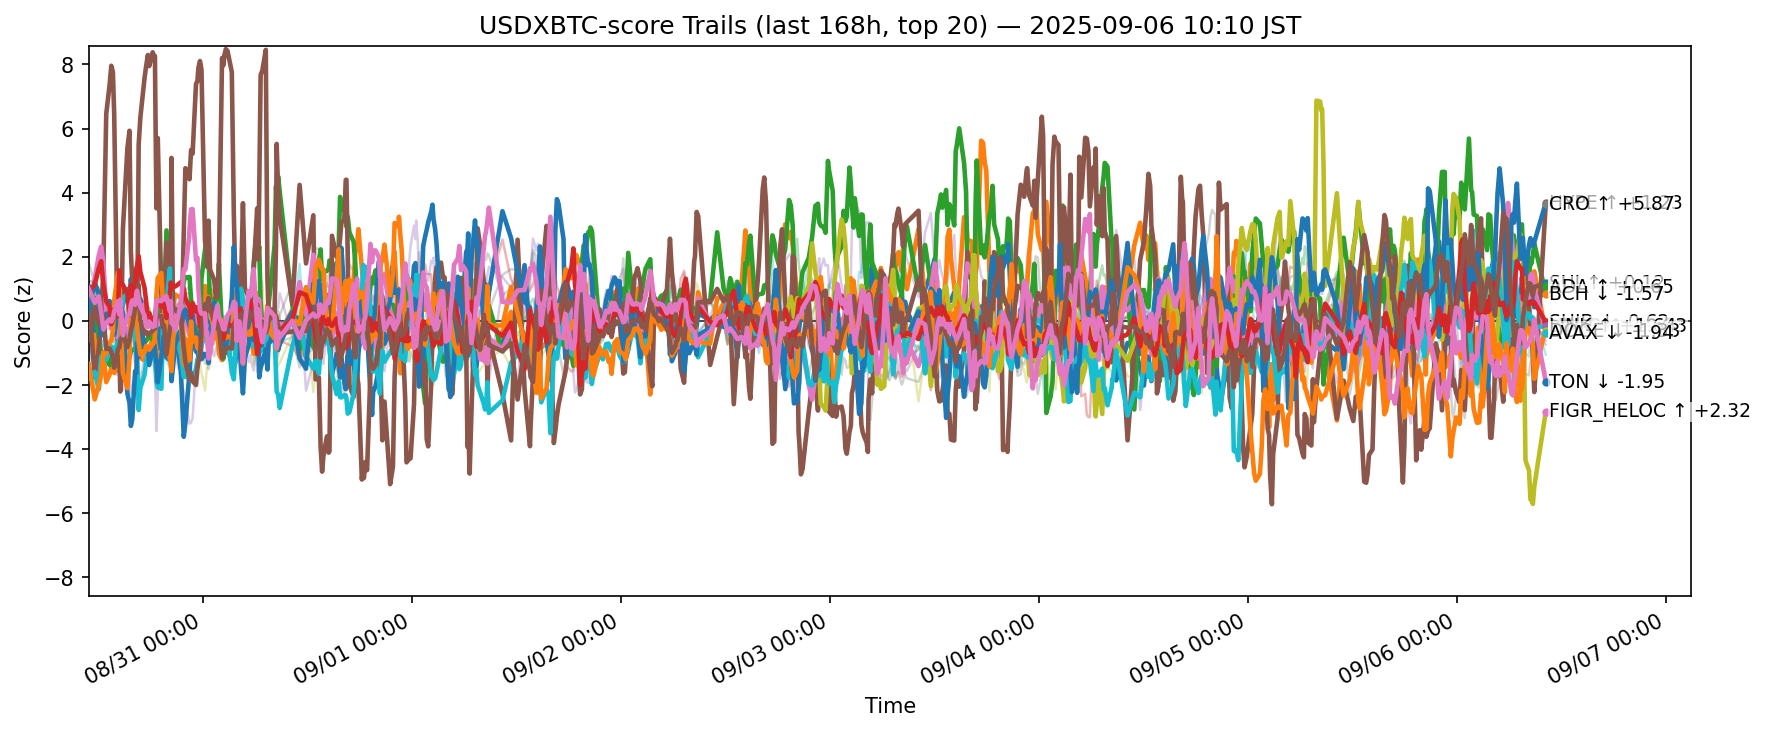 USDXBTC-score Trails (last 168h, top 20) — 2025-09-06 10:10 JST
Score (z)
8
6
4
2
0
−2
−4
−6
−8
CRO ↑ +5.87
BCH ↓ -1.57
AVAX ↓ -1.94
TON ↓ -1.95
FIGR_HELOC ↑ +2.32
08/31 00:00
09/01 00:00
09/02 00:00
09/03 00:00
09/04 00:00
09/05 00:00
09/06 00:00
09/07 00:00
Time